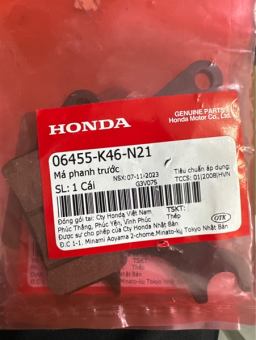 GENUINE PARTS
Honda Motor Co., Ltd.
HONDA
06455-K46-N21
Má phanh trước
NSX: 07-11-2023
Tiêu chuẩn áp dụng:
SL: 1 Cái
G3V075
TCCS: 01|2008|HVN
Đóng gói tại: Cty Honda Việt Nam
TSKT:
Phúc Thắng, Phúc Yên, Vĩnh Phúc
Thép
Được sự cho phép của Cty Honda Nhật Bản
Đ.C 1-1. Minami Aoyama 2-chome.Minato-ku Tokyo Nhật Bản